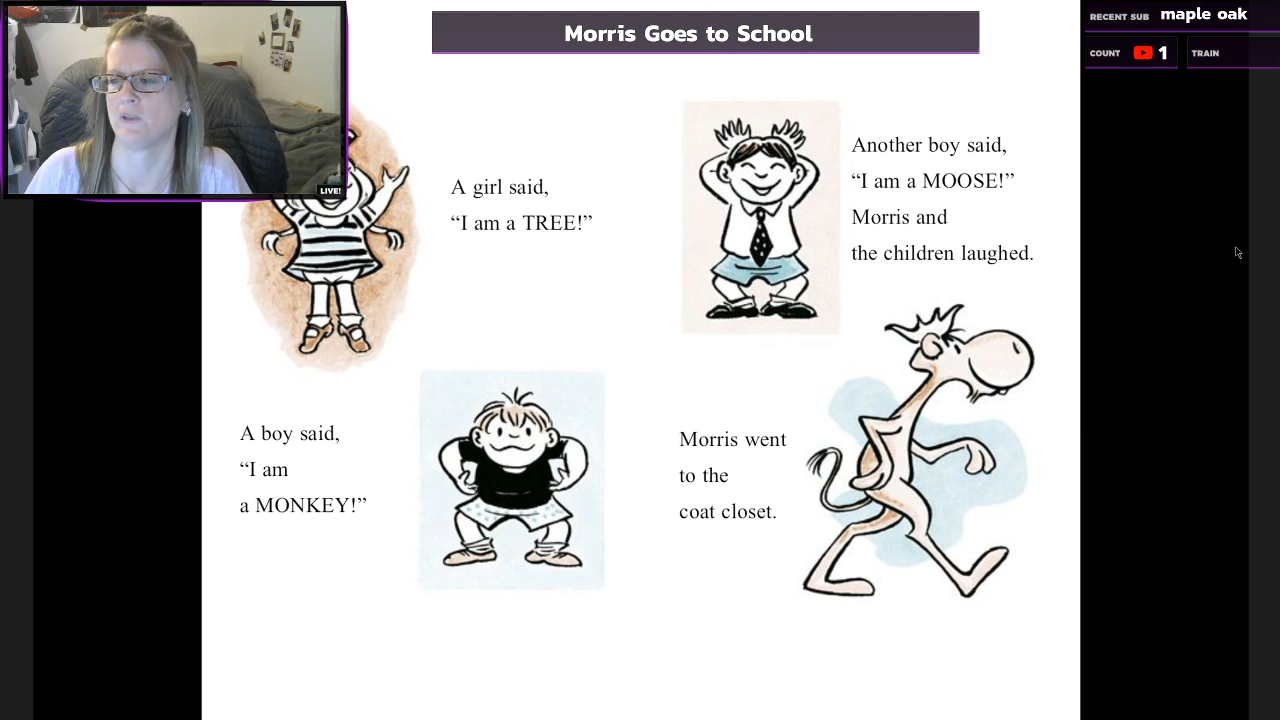 Morris Goes to School
RECENT SUB maple oak
COUNT 1 TRAIN
LIVE!
A girl said,
“I am a TREE!”
A boy said,
“I am
a MONKEY!”
Another boy said,
“I am a MOOSE!”
Morris and
the children laughed.
Morris went
to the
coat closet.